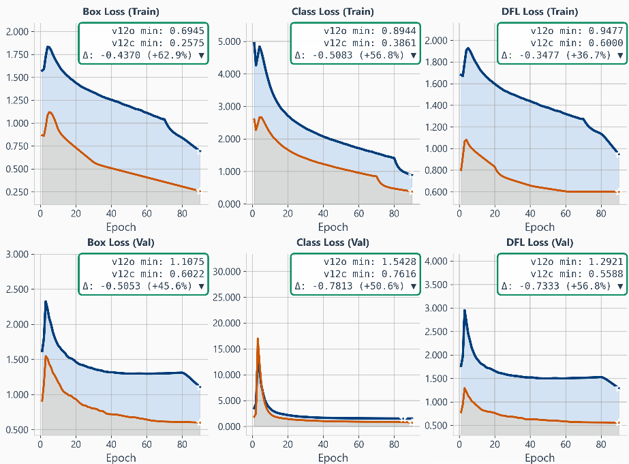 Box Loss (Train)
v12o min: 0.6945
v12c min: 0.2575
Δ: -0.4370 (+62.9%) ▼
2.000
1.750
1.500
1.250
1.000
0.750
0.500
0.250
0 20 40 60 80
Epoch
Class Loss (Train)
v12o min: 0.8944
v12c min: 0.3861
Δ: -0.5083 (+56.8%) ▼
5.000
4.000
3.000
2.000
1.000
0.000
0 20 40 60 80
Epoch
DFL Loss (Train)
v12o min: 0.9477
v12c min: 0.6000
Δ: -0.3477 (+36.7%) ▼
2.000
1.800
1.600
1.400
1.200
1.000
0.800
0.600
0 20 40 60 80
Epoch
Box Loss (Val)
v12o min: 1.1075
v12c min: 0.6022
Δ: -0.5053 (+45.6%) ▼
3.000
2.500
2.000
1.500
1.000
0.500
0 20 40 60 80
Epoch
Class Loss (Val)
v12o min: 1.5428
v12c min: 0.7616
Δ: -0.7813 (+50.6%) ▼
30.000
25.000
20.000
15.000
10.000
5.000
0.000
0 20 40 60 80
Epoch
DFL Loss (Val)
v12o min: 1.2921
v12c min: 0.5588
Δ: -0.7333 (+56.8%) ▼
4.000
3.500
3.000
2.500
2.000
1.500
1.000
0.500
0 20 40 60 80
Epoch